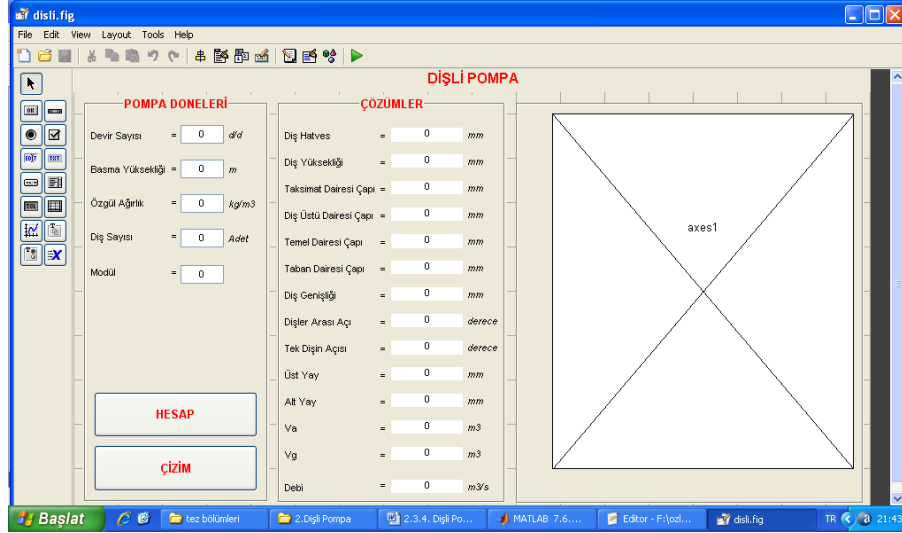 disli.fig
File Edit View Layout Tools Help
DİŞLİ POMPA
POMPA DONELERİ
Devir Sayısı = 0 d/d
Basma Yüksekliği = 0 m
Özgül Ağırlık = 0 kg/m3
Diş Sayısı = 0 Adet
Modül = 0
HESAP
ÇİZİM
ÇÖZÜMLER
Diş Hatves = 0 mm
Diş Yüksekliği = 0 mm
Taksimat Dairesi Çapı = 0 mm
Diş Üstü Dairesi Çapı = 0 mm
Temel Dairesi Çapı = 0 mm
Taban Dairesi Çapı = 0 mm
Diş Genişliği = 0 mm
Dişler Arası Açı = 0 derece
Tek Dişin Açısı = 0 derece
Üst Yay = 0 mm
Alt Yay = 0 mm
Va = 0 m3
Vg = 0 m3
Debi = 0 m3/s
axes1
Başlat
tez bölümleri
2.Dişli Pompa
2.3.4. Dişli Po...
MATLAB 7.6....
Editor - F:\ozl...
disli.fig
TR
21:43